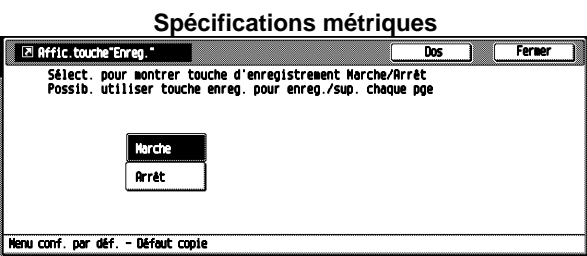 Spécifications métriques
Affic.touche"Enreg."
Dos
Fermer
Sélect. pour montrer touche d'enregistrement Marche/Arrêt
Possib. utiliser touche enreg. pour enreg./sup. chaque pge
Marche
Arrêt
Menu conf. par déf. - Défaut copie